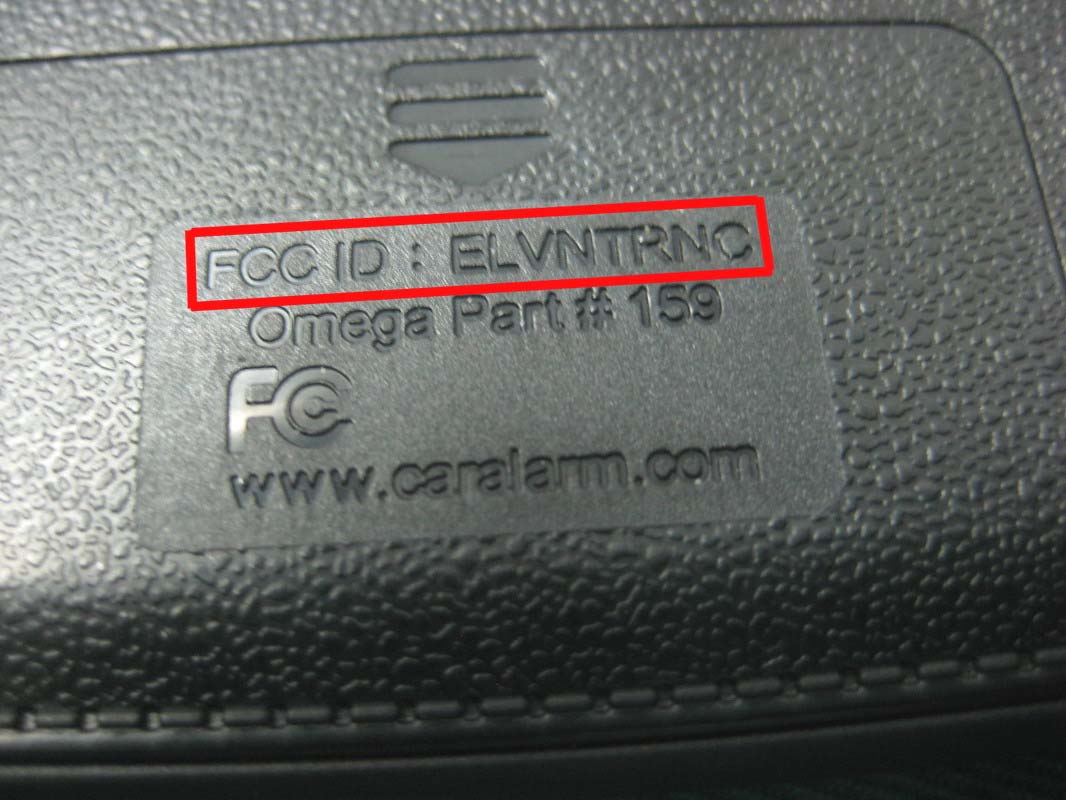 FCC ID : ELVNTRNC
Omega Part # 159
FC
www.caralarm.com